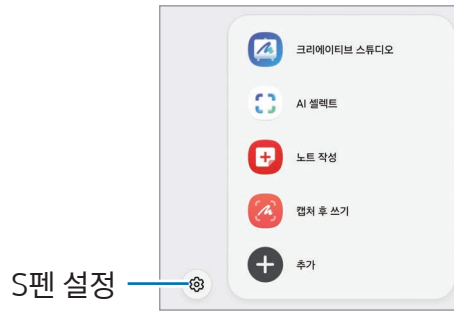 크리에이티브 스튜디오
AI 셀렉트
노트 작성
캡처 후 쓰기
추가
S펜 설정